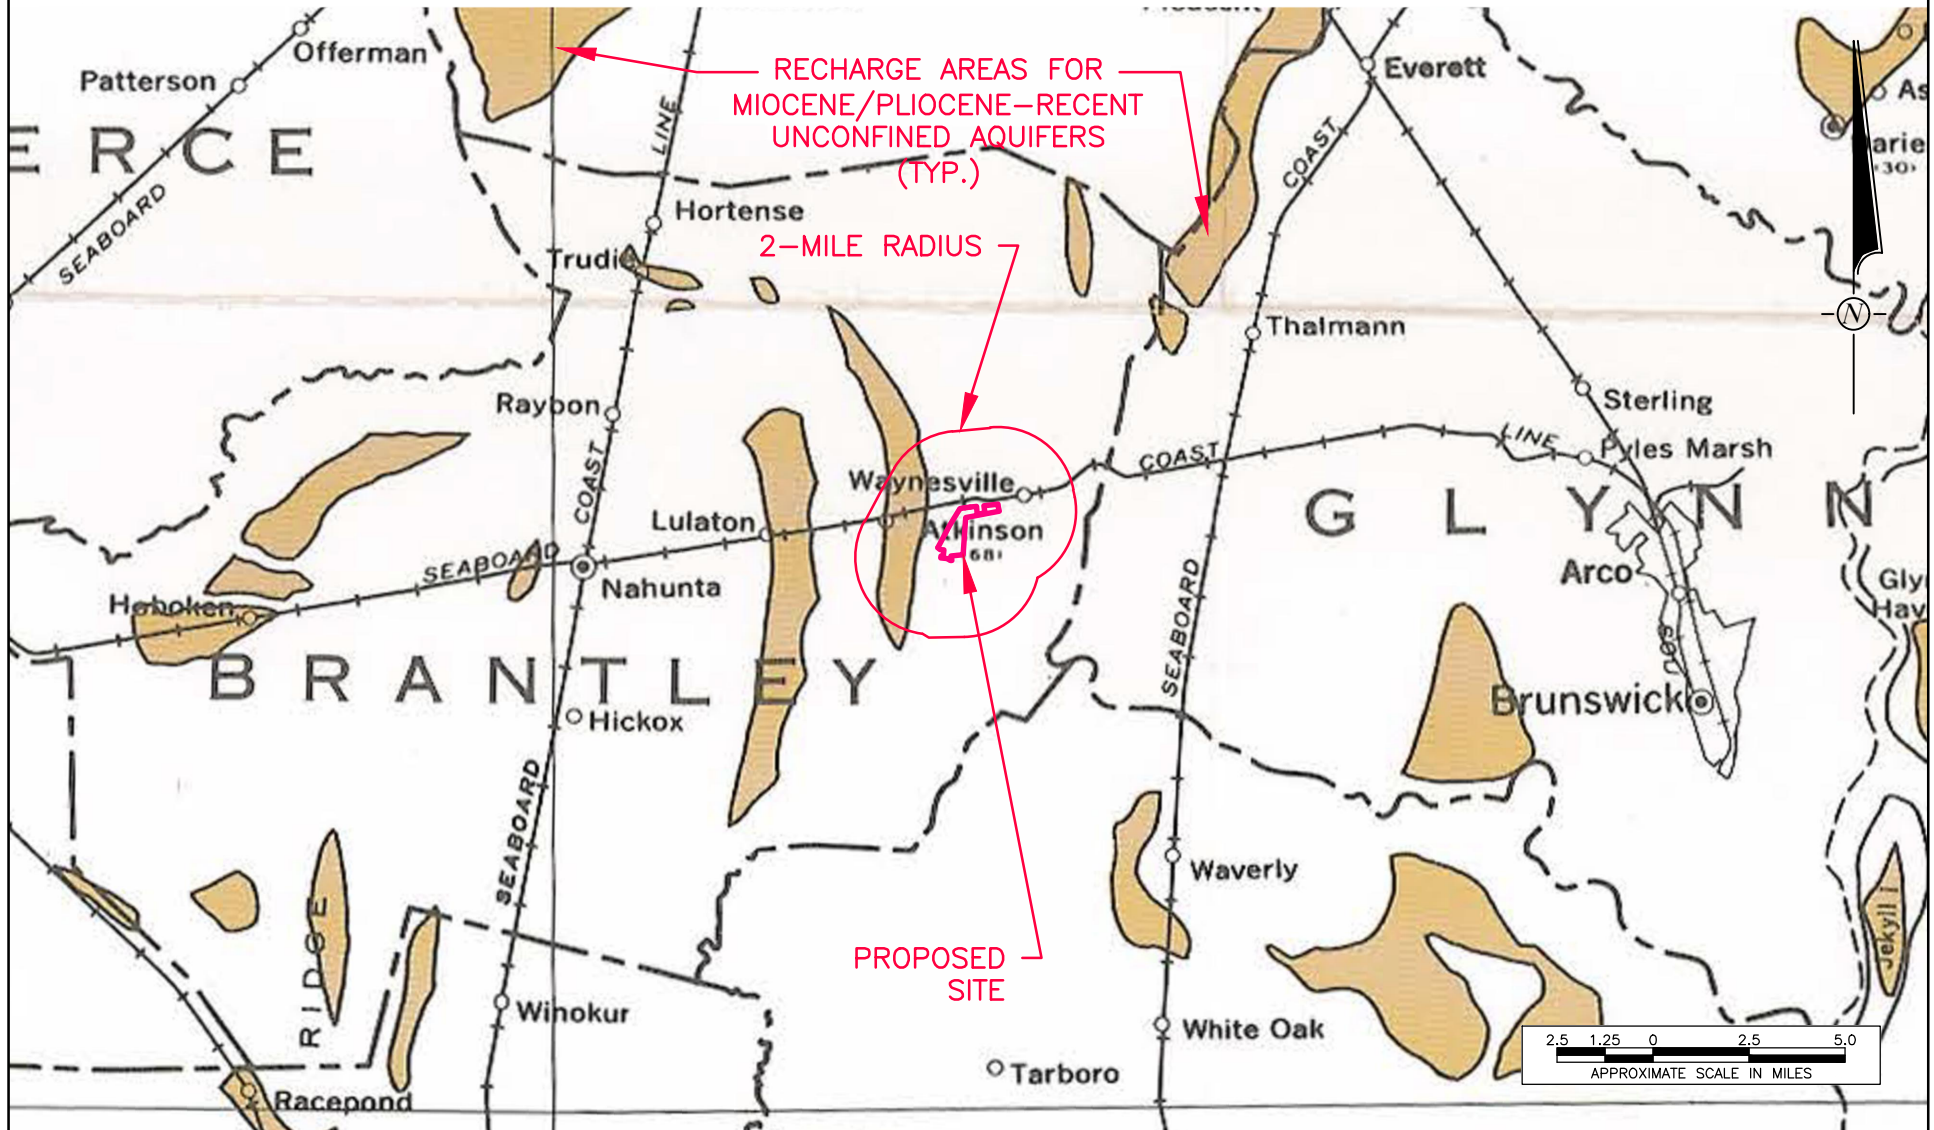 Offerman
Patterson
RECHARGE AREAS FOR
MIOCENE/PLIOCENE-RECENT
UNCONFINED AQUIFERS
(TYP.)
Everett
ERCE
SEABOARD
LINE
COAST
Hortense
2-MILE RADIUS
Trudie
N
Thalmann
Raybon
Sterling
COAST
LINE
Pyles Marsh
COAST
Waynesville
GLYNN
Lulaton
Atkinson
(68)
SEABOARD
Nahunta
Arco
SEABOARD
Hoboken
BRANTLEY
SOU
Brunswick
Hickox
SEABOARD
Waverly
RIDGE
Jekyll I
PROPOSED
SITE
Winokur
White Oak
Tarboro
Racepond
2.5 1.25 0 2.5 5.0
APPROXIMATE SCALE IN MILES